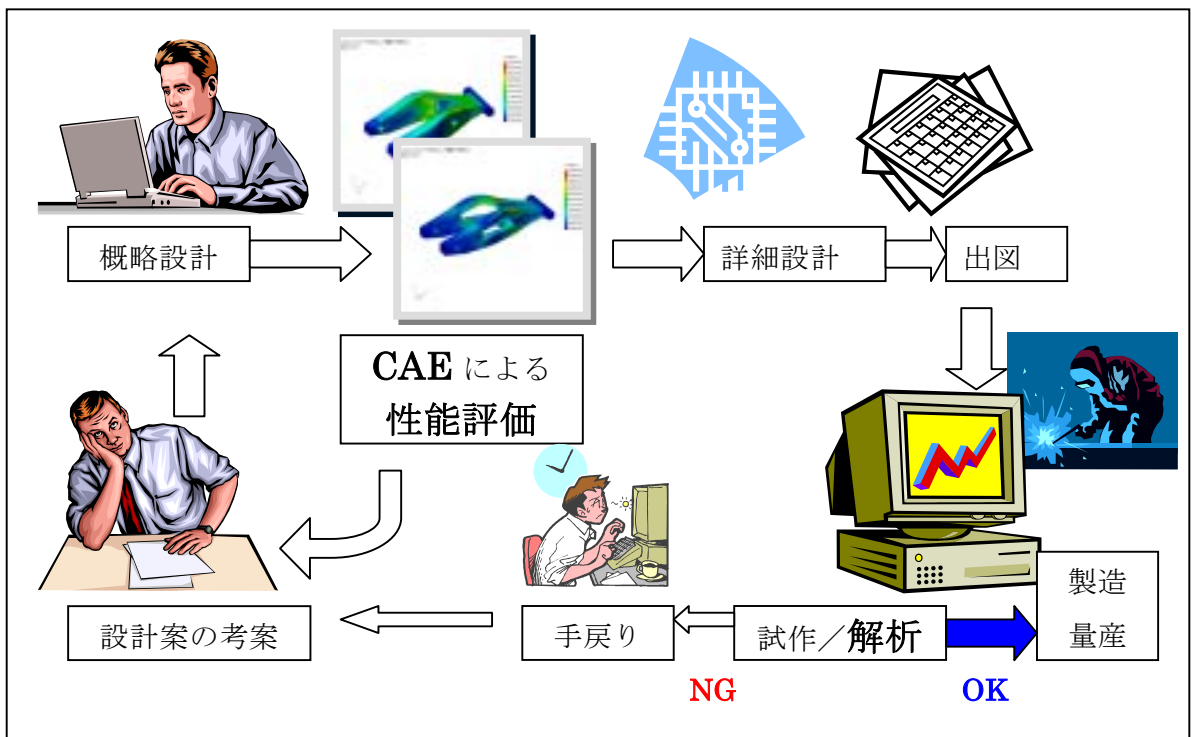 概略設計
詳細設計
出図
CAE による
性能評価
設計案の考案
手戻り
試作／解析
製造
量産
NG
OK